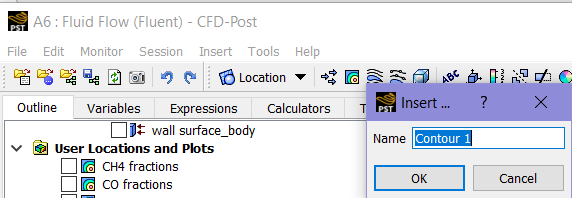 A6 : Fluid Flow (Fluent) - CFD-Post
File Edit Monitor Session Insert Tools Help
Location
Insert ... ?
Outline Variables Expressions Calculators T
Name Contour 1
wall surface_body
User Locations and Plots
CH4 fractions
CO fractions
OK Cancel